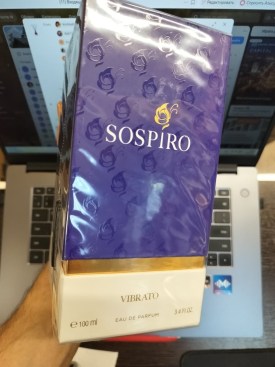 SOSPIRO
VIBRATO
EAU DE PARFUM
℮ 100 ml 3.4 Fl.OZ